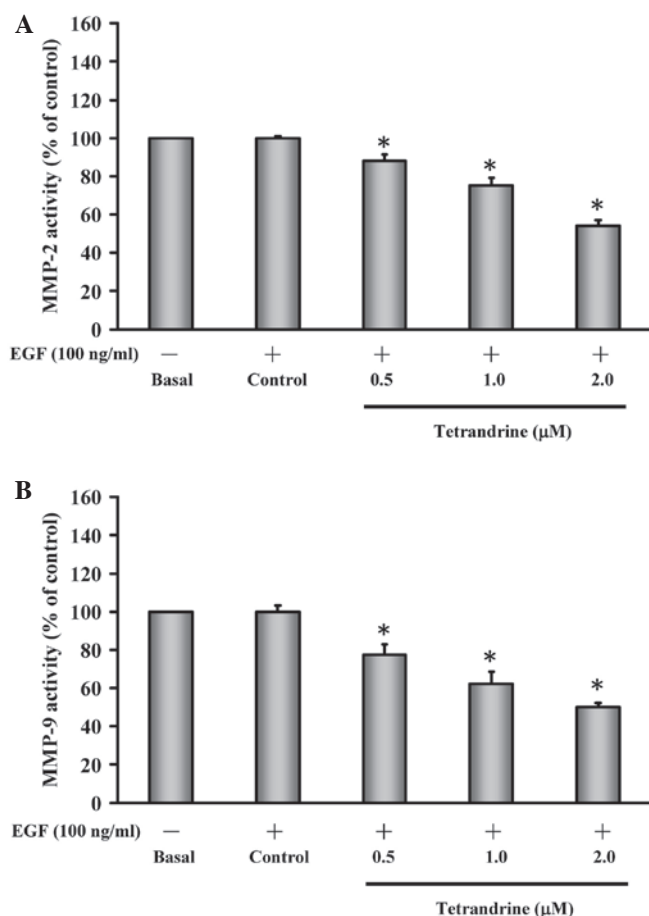 A
MMP-2 activity (% of control)
160
140
120
100
80
60
40
20
0
* * *
EGF (100 ng/ml) − + + + +
Basal Control 0.5 1.0 2.0
Tetrandrine (µM)
B
MMP-9 activity (% of control)
160
140
120
100
80
60
40
20
0
* * *
EGF (100 ng/ml) − + + + +
Basal Control 0.5 1.0 2.0
Tetrandrine (µM)